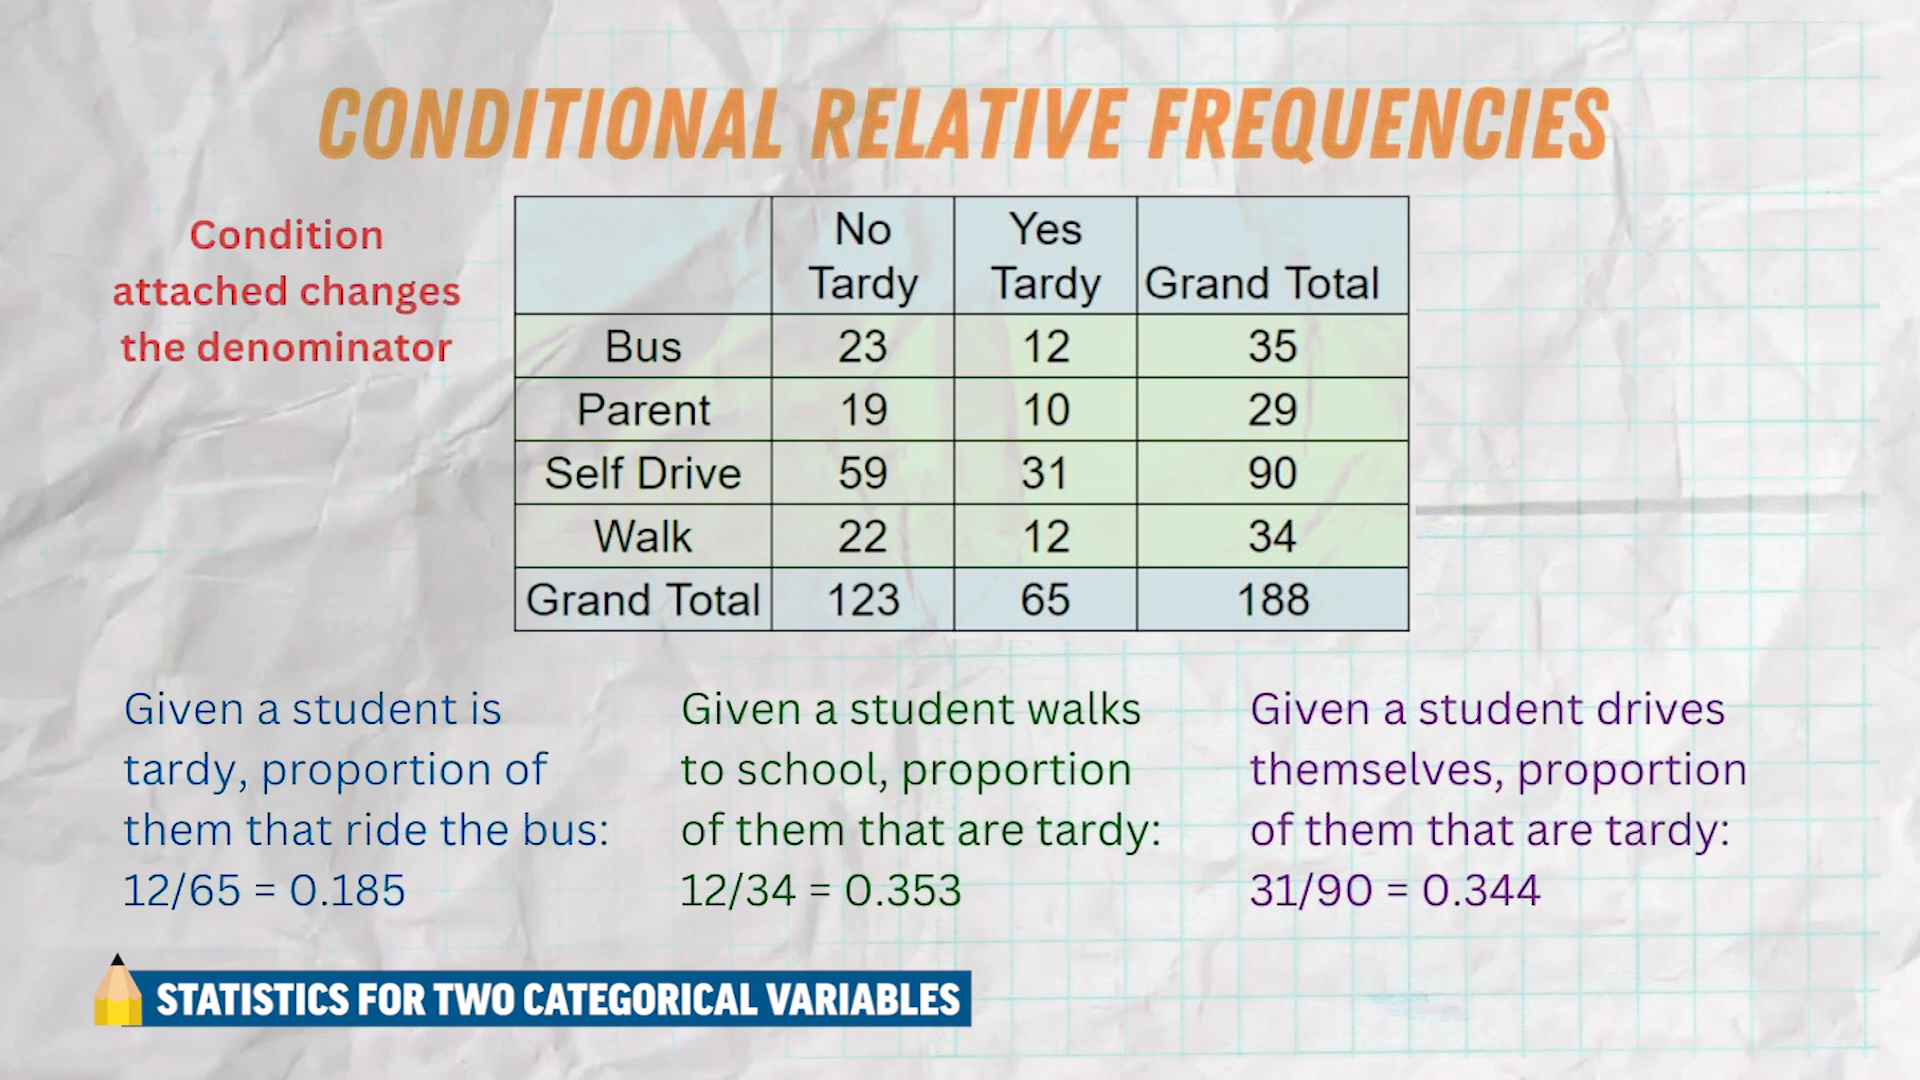 CONDITIONAL RELATIVE FREQUENCIES
Condition
attached changes
the denominator
No Tardy Yes Tardy Grand Total
Bus 23 12 35
Parent 19 10 29
Self Drive 59 31 90
Walk 22 12 34
Grand Total 123 65 188
Given a student is
tardy, proportion of
them that ride the bus:
12/65 = 0.185
Given a student walks
to school, proportion
of them that are tardy:
12/34 = 0.353
Given a student drives
themselves, proportion
of them that are tardy:
31/90 = 0.344
STATISTICS FOR TWO CATEGORICAL VARIABLES